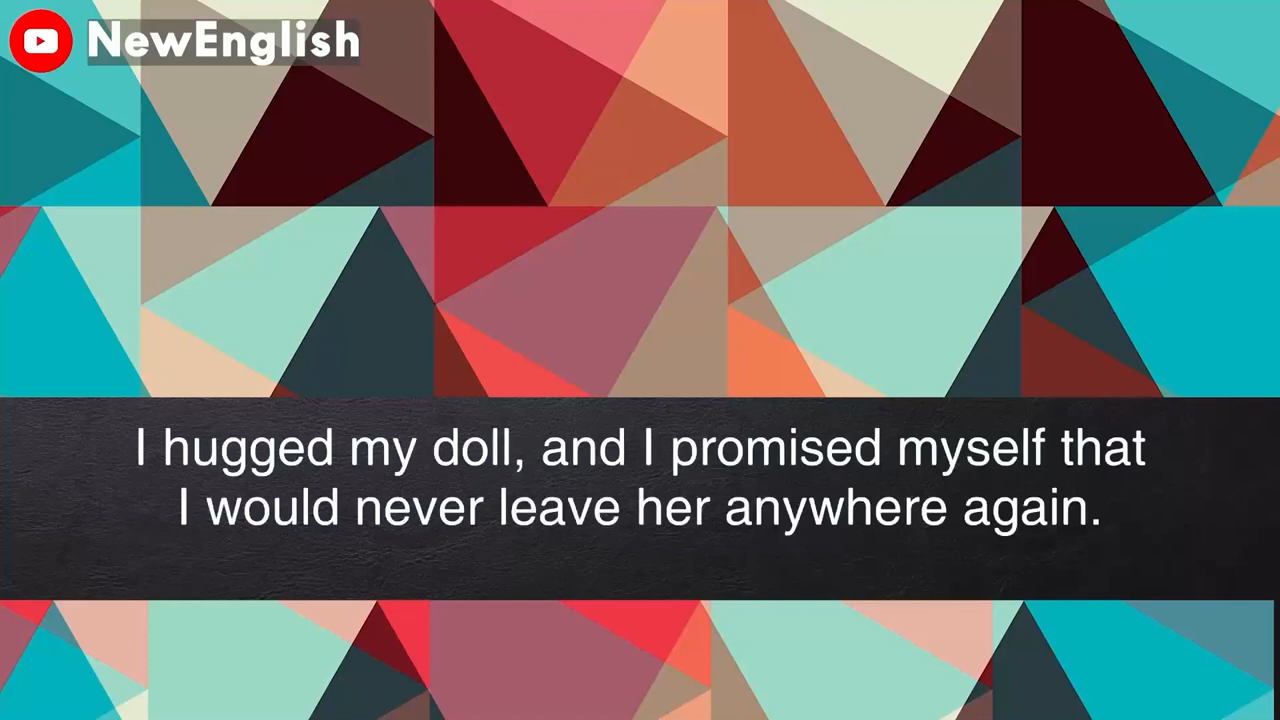 NewEnglish
I hugged my doll, and I promised myself that
I would never leave her anywhere again.